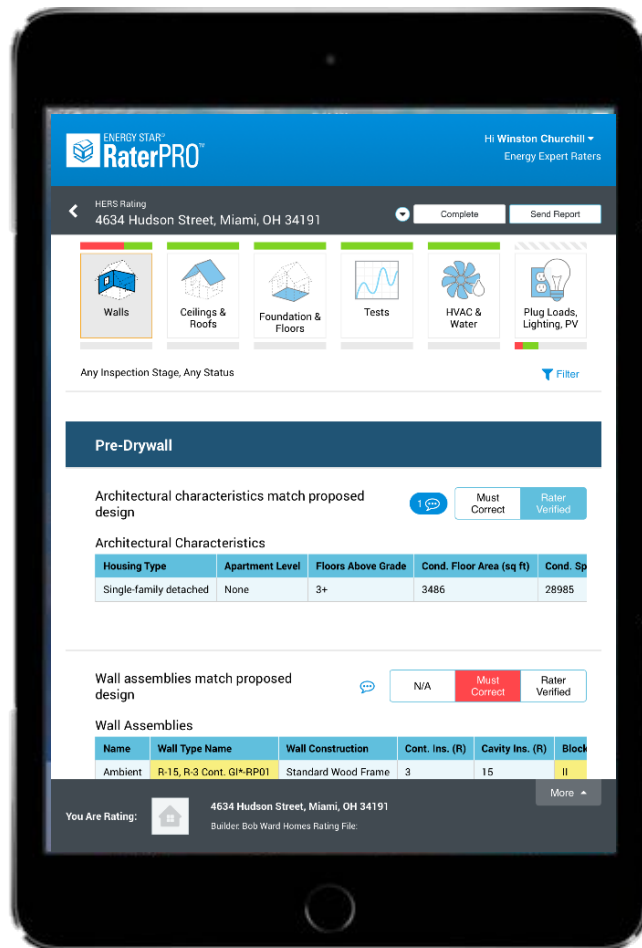 ENERGY STAR®
RaterPRO™
Hi Winston Churchill
Energy Expert Raters
HERS Rating
4634 Hudson Street, Miami, OH 34191
Complete
Send Report
Walls
Ceilings &
Roofs
Foundation &
Floors
Tests
HVAC &
Water
Plug Loads,
Lighting, PV
Any Inspection Stage, Any Status
Filter
Pre-Drywall
Architectural characteristics match proposed
design
1
Must
Correct
Rater
Verified
Architectural Characteristics
Housing Type Apartment Level Floors Above Grade Cond. Floor Area (sq ft) Cond. Sp
Single-family detached None 3+ 3486 28985
Wall assemblies match proposed
design
N/A
Must
Correct
Rater
Verified
Wall Assemblies
Name Wall Type Name Wall Construction Cont. Ins. (R) Cavity Ins. (R) Block
Ambient R-15, R-3 Cont. GI*-RP01 Standard Wood Frame 3 15 II
More
You Are Rating:
4634 Hudson Street, Miami, OH 34191
Builder: Bob Ward Homes Rating File: